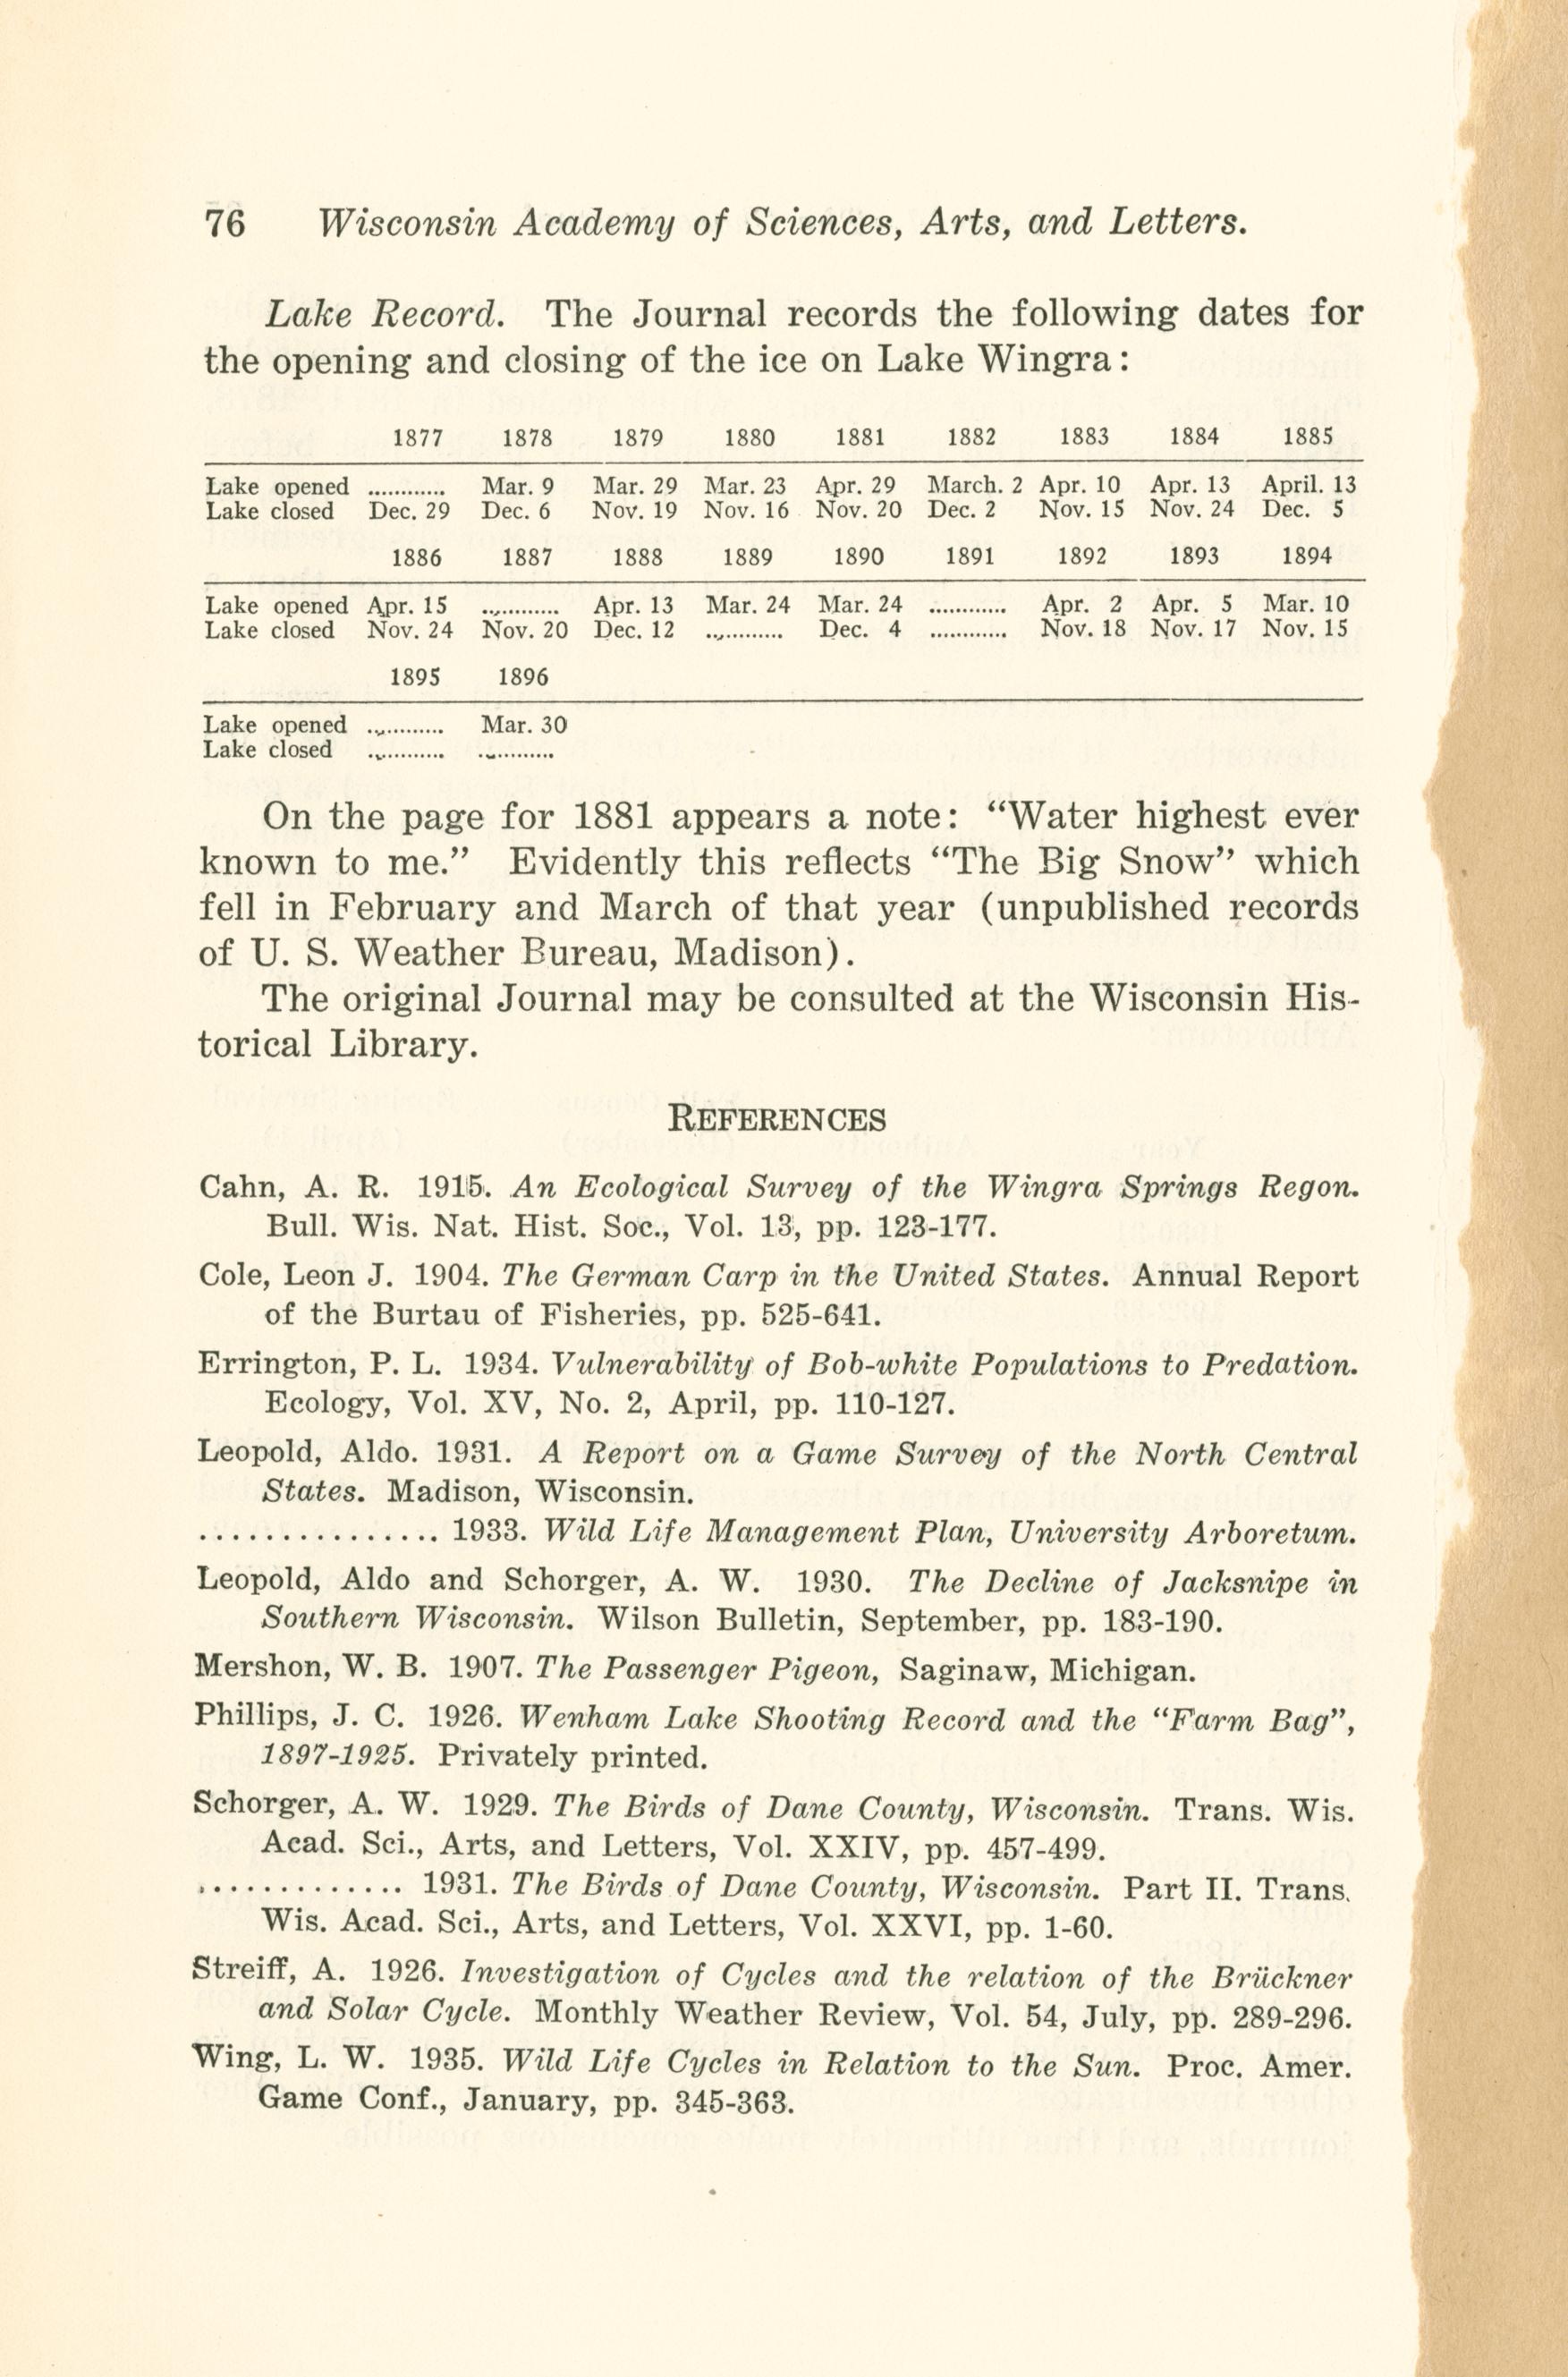 76 Wisconsin Academy of Sciences, Arts, and Letters.
Lake Record. The Journal records the following dates for
the opening and closing of the ice on Lake Wingra:
1877 1878 1879 1880 1881 1882 1883 1884 1885
Lake opened ............ Mar. 9 Mar. 29 Mar. 23 Apr. 29 March. 2 Apr. 10 Apr. 13 April. 13
Lake closed Dec. 29 Dec. 6 Nov. 19 Nov. 16 Nov. 20 Dec. 2 Nov. 15 Nov. 24 Dec. 5
1886 1887 1888 1889 1890 1891 1892 1893 1894
Lake opened Apr. 15 ............ Apr. 13 Mar. 24 Mar. 24 ............ Apr. 2 Apr. 5 Mar. 10
Lake closed Nov. 24 Nov. 20 Dec. 12 ............ Dec. 4 ............ Nov. 18 Nov. 17 Nov. 15
1895 1896
Lake opened ............ Mar. 30
Lake closed ............ ............
On the page for 1881 appears a note: “Water highest ever
known to me.” Evidently this reflects “The Big Snow” which
fell in February and March of that year (unpublished records
of U. S. Weather Bureau, Madison).
The original Journal may be consulted at the Wisconsin His-
torical Library.
REFERENCES
Cahn, A. R. 1915. An Ecological Survey of the Wingra Springs Regon.
Bull. Wis. Nat. Hist. Soc., Vol. 13, pp. 123-177.
Cole, Leon J. 1904. The German Carp in the United States. Annual Report
of the Burtau of Fisheries, pp. 525-641.
Errington, P. L. 1934. Vulnerability of Bob-white Populations to Predation.
Ecology, Vol. XV, No. 2, April, pp. 110-127.
Leopold, Aldo. 1931. A Report on a Game Survey of the North Central
States. Madison, Wisconsin.
............... 1933. Wild Life Management Plan, University Arboretum.
Leopold, Aldo and Schorger, A. W. 1930. The Decline of Jacksnipe in
Southern Wisconsin. Wilson Bulletin, September, pp. 183-190.
Mershon, W. B. 1907. The Passenger Pigeon, Saginaw, Michigan.
Phillips, J. C. 1926. Wenham Lake Shooting Record and the “Farm Bag”,
1897-1925. Privately printed.
Schorger, A. W. 1929. The Birds of Dane County, Wisconsin. Trans. Wis.
Acad. Sci., Arts, and Letters, Vol. XXIV, pp. 457-499.
............. 1931. The Birds of Dane County, Wisconsin. Part II. Trans.
Wis. Acad. Sci., Arts, and Letters, Vol. XXVI, pp. 1-60.
Streiff, A. 1926. Investigation of Cycles and the relation of the Brückner
and Solar Cycle. Monthly Weather Review, Vol. 54, July, pp. 289-296.
Wing, L. W. 1935. Wild Life Cycles in Relation to the Sun. Proc. Amer.
Game Conf., January, pp. 345-363.